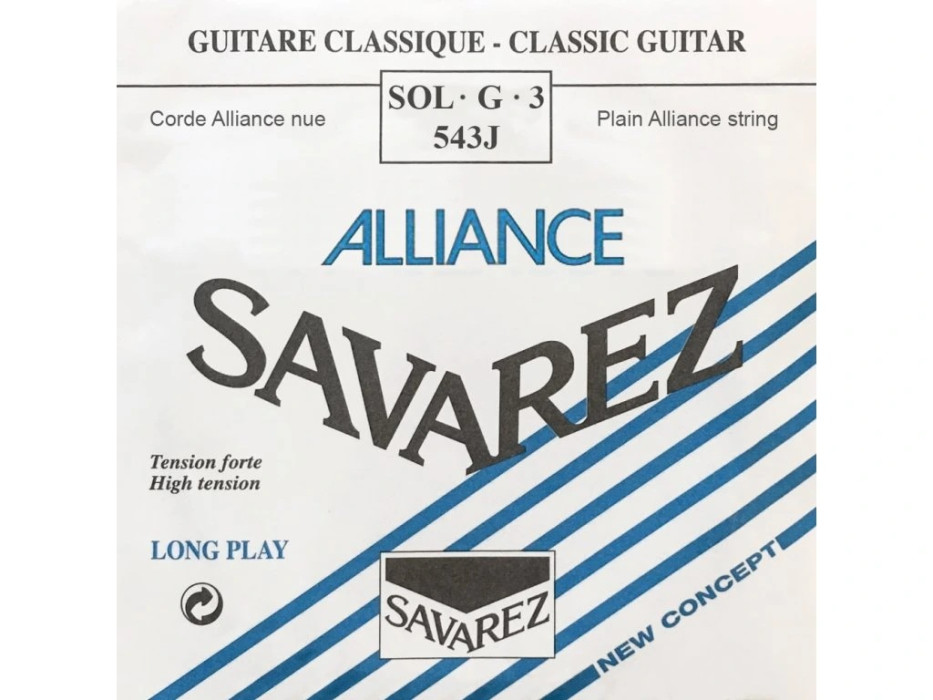 GUITARE CLASSIQUE - CLASSIC GUITAR
SOL · G · 3
543J
Corde Alliance nue
Plain Alliance string
ALLIANCE
SAVAREZ
Tension forte
High tension
LONG PLAY
SAVAREZ
NEW CONCEPT